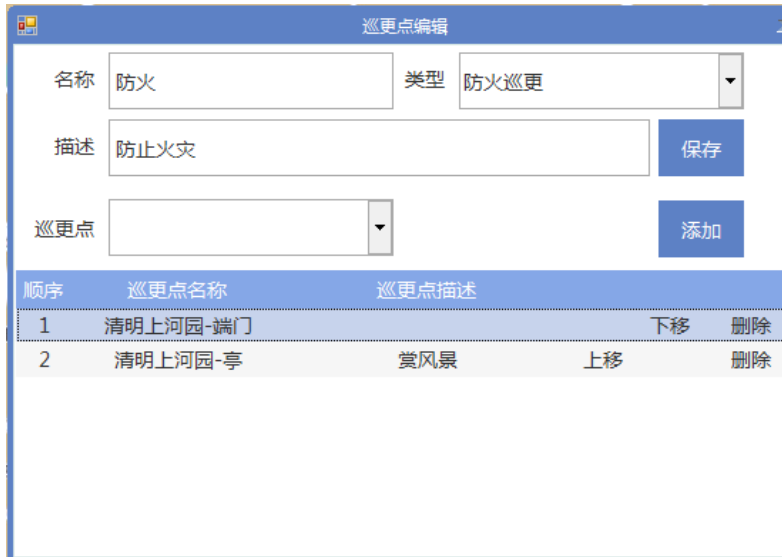 巡更点编辑
名称 防火 类型 防火巡更
描述 防止火灾 保存
巡更点 添加
顺序 巡更点名称 巡更点描述
1 清明上河园-端门 下移 删除
2 清明上河园-亭 赏风景 上移 删除